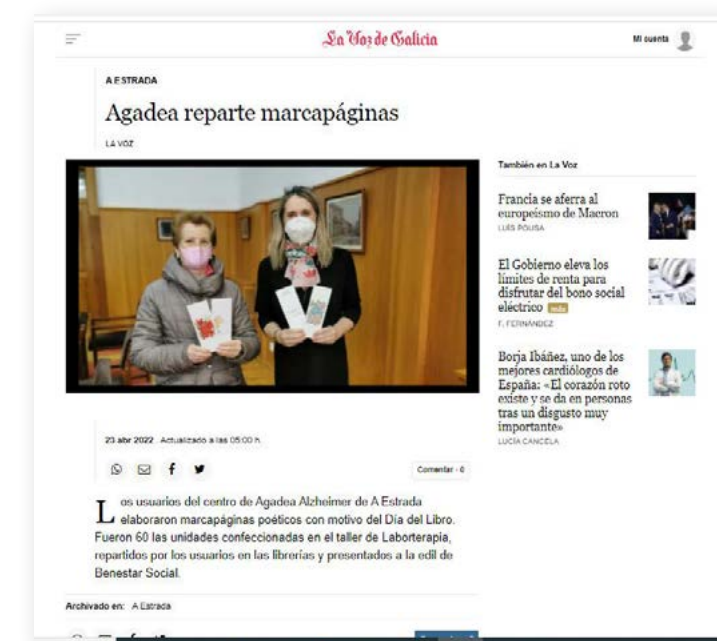 La Voz de Galicia
Mi cuenta
A ESTRADA
Agadea reparte marcapáginas
LA VOZ
23 abr 2022 . Actualizado a las 05:00 h.
Comentar · 0
Los usuarios del centro de Agadea Alzheimer de A Estrada
elaboraron marcapáginas poéticos con motivo del Día del Libro.
Fueron 60 las unidades confeccionadas en el taller de Laborterapia,
repartidos por los usuarios en las librerías y presentados a la edil de
Benestar Social.
Archivado en: A Estrada
También en La Voz
Francia se aferra al
europeísmo de Macron
LUÍS POUSA
El Gobierno eleva los
límites de renta para
disfrutar del bono social
eléctrico más
F. FERNÁNDEZ
Borja Ibáñez, uno de los
mejores cardiólogos de
España: «El corazón roto
existe y se da en personas
tras un disgusto muy
importante»
LUCÍA CANCELA